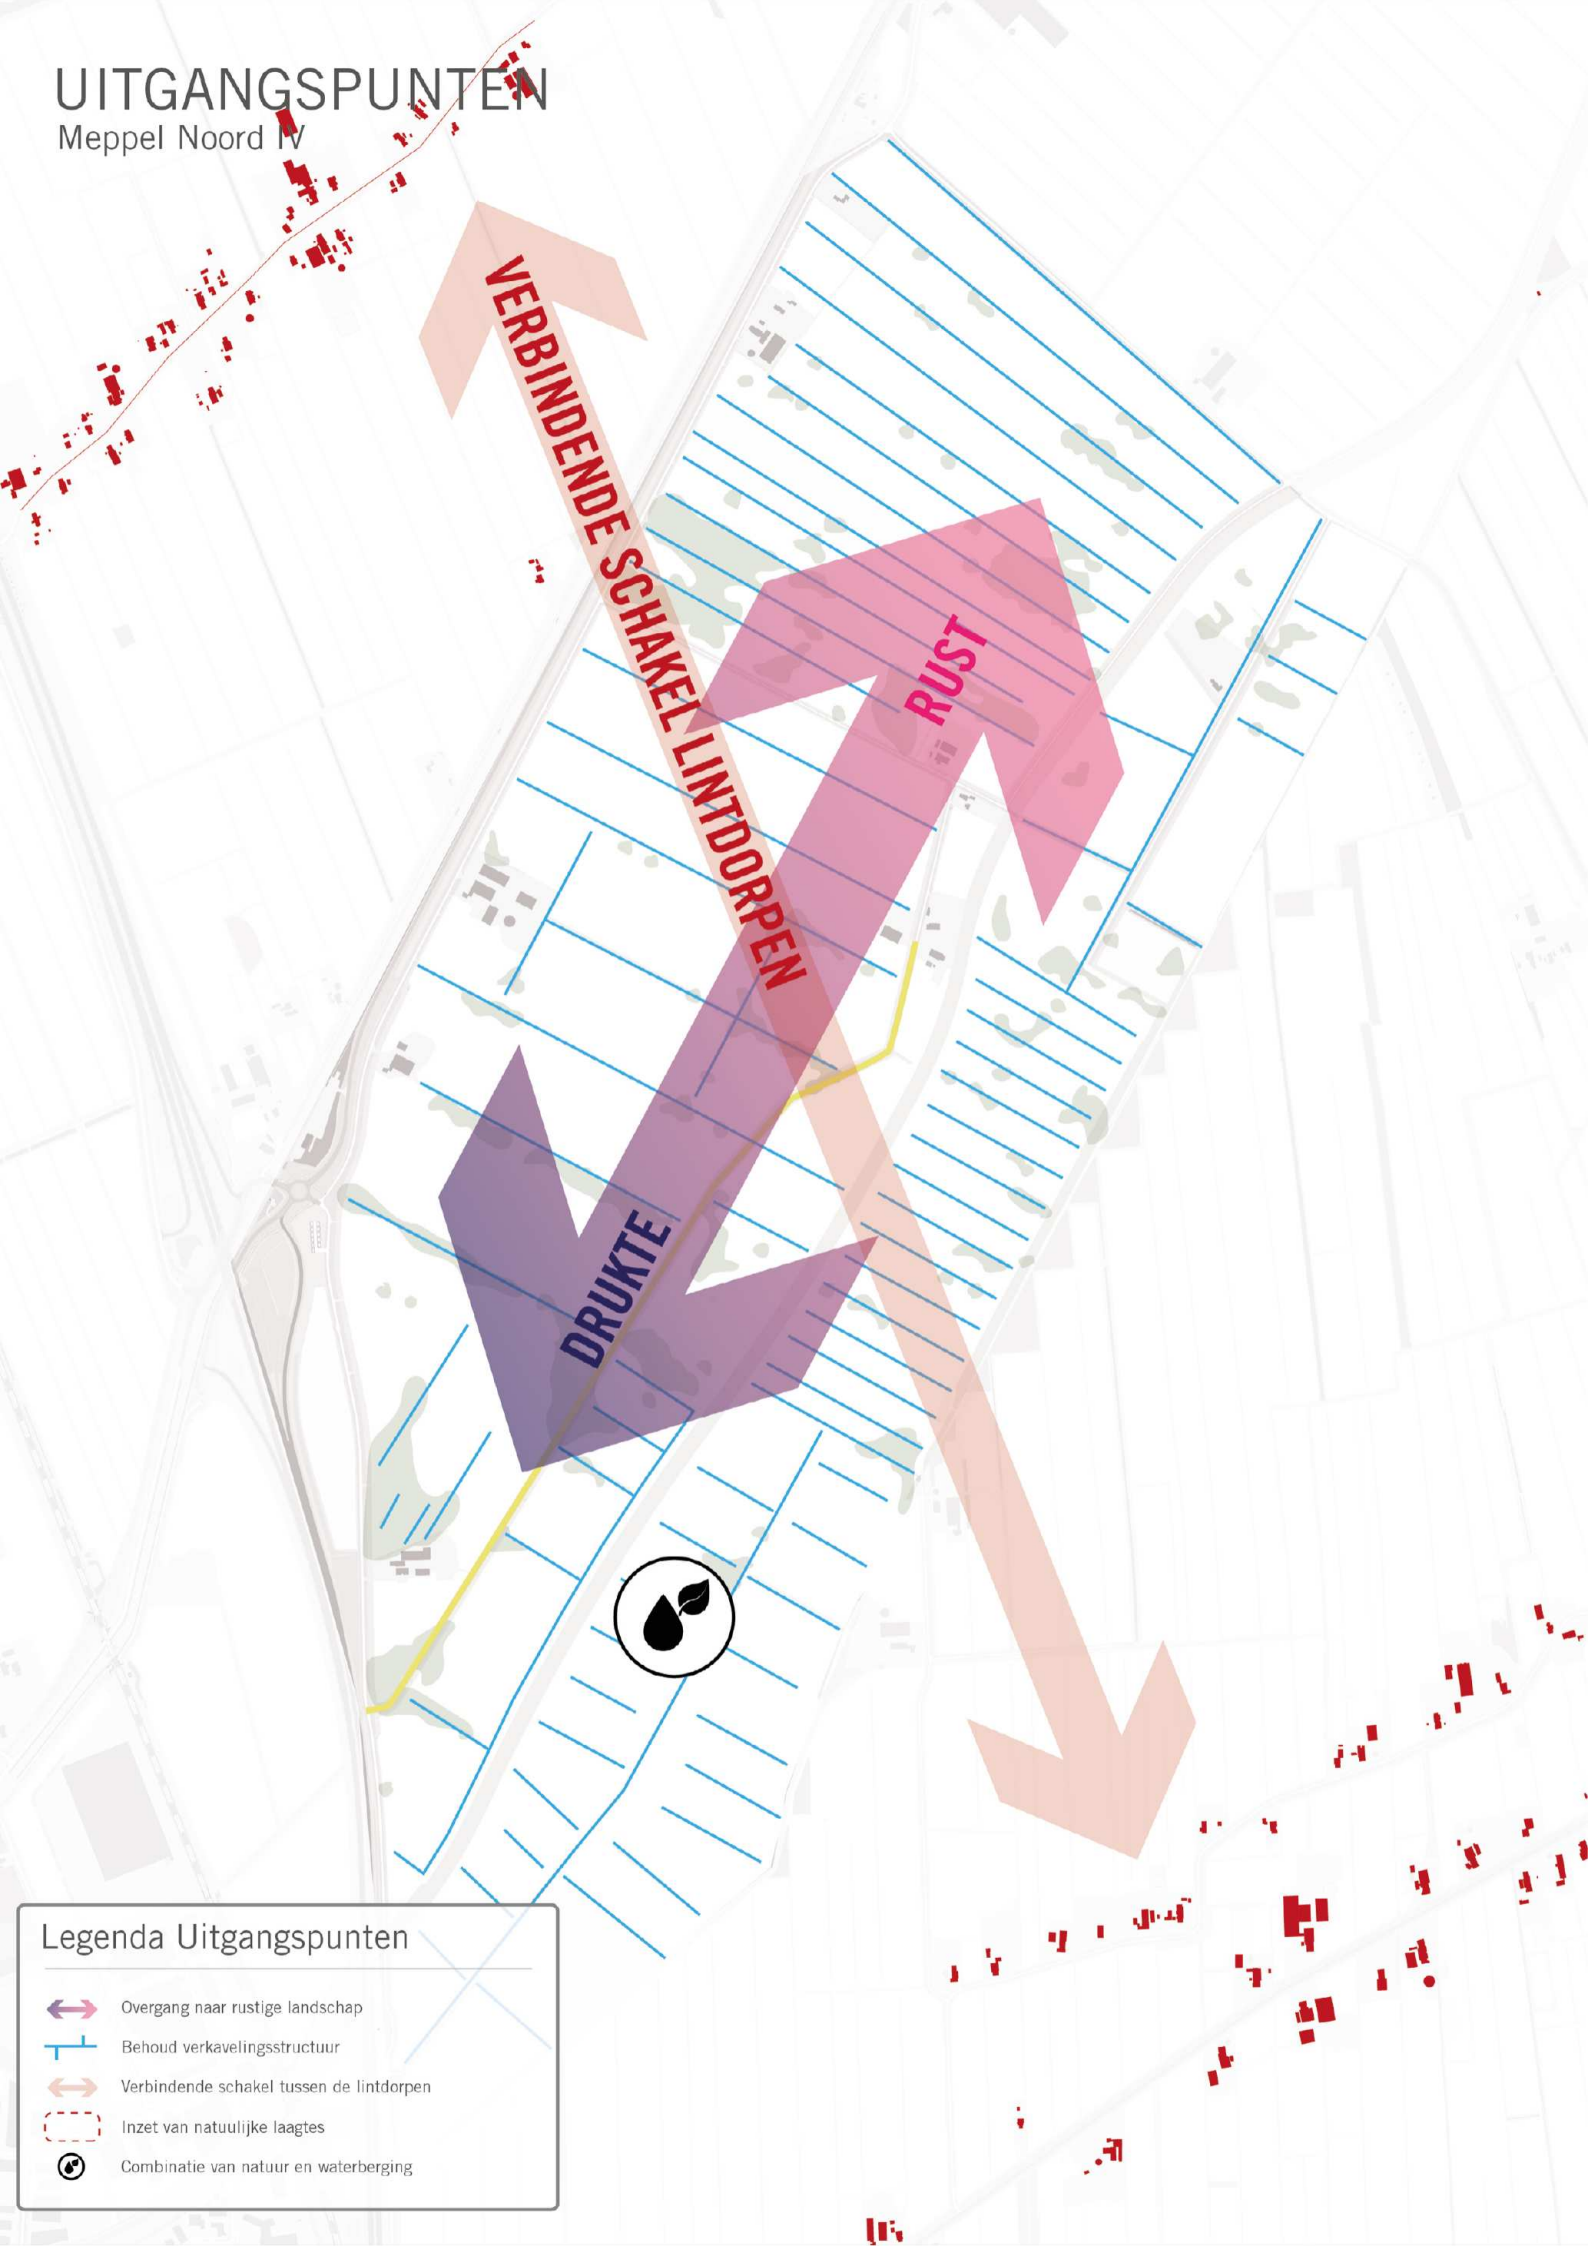 UITGANGSPUNTEN
Meppel Noord IV
VERBINDENDE SCHAKEL LINTDORPEN
RUST
DRUKTE
Legenda Uitgangspunten
Overgang naar rustige landschap
Behoud verkavelingsstructuur
Verbindende schakel tussen de lintdorpen
Inzet van natuulijke laagtes
Combinatie van natuur en waterberging